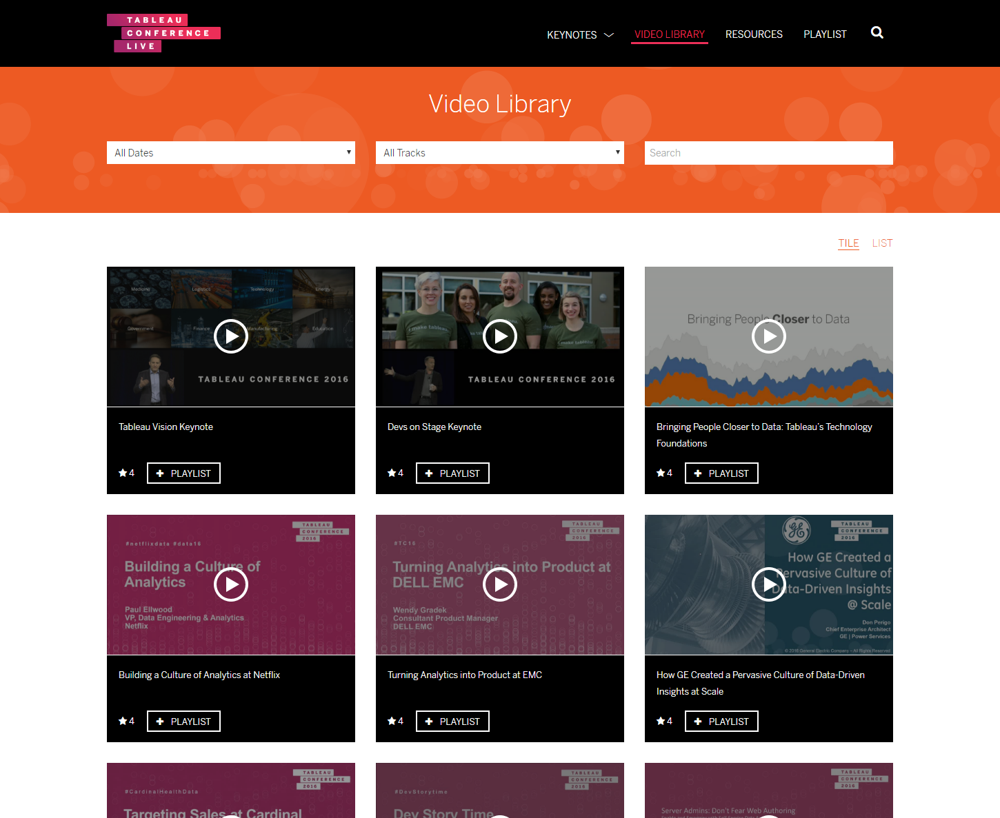 TABLEAU
CONFERENCE
LIVE
KEYNOTES
VIDEO LIBRARY
RESOURCES
PLAYLIST
Video Library
All Dates
All Tracks
Search
TILE
LIST
Medicine
Logistics
Technology
Energy
Government
Finance
Manufacturing
Education
TABLEAU CONFERENCE 2016
Tableau Vision Keynote
4
PLAYLIST
make tableau.
make tableau.
TABLEAU CONFERENCE 2016
Devs on Stage Keynote
4
PLAYLIST
Bringing People Closer to Data
Bringing People Closer to Data: Tableau's Technology
Foundations
4
PLAYLIST
TABLEAU
CONFERENCE
2016
#netflixdata #data16
Building a Culture of
Analytics
Paul Ellwood
VP, Data Engineering & Analytics
Netflix
Building a Culture of Analytics at Netflix
4
PLAYLIST
TABLEAU
CONFERENCE
2016
#TC16
Turning Analytics into Product at
DELL EMC
Wendy Gradek
Consultant Product Manager
DELL EMC
Turning Analytics into Product at EMC
4
PLAYLIST
GE
TABLEAU
CONFERENCE
2016
How GE Created a
Pervasive Culture of
Data-Driven Insights
@ Scale
Don Perigo
Chief Enterprise Architect
GE | Power Services
© 2016 General Electric Company – All Rights Reserved
How GE Created a Pervasive Culture of Data-Driven
Insights at Scale
4
PLAYLIST
TABLEAU
CONFERENCE
2016
#CardinalHealthData
Targeting Sales at Cardinal
TABLEAU
CONFERENCE
2016
#DevStorytime
Dev Story Time
TABLEAU
CONFERENCE
2016
Server Admins: Don't Fear Web Authoring